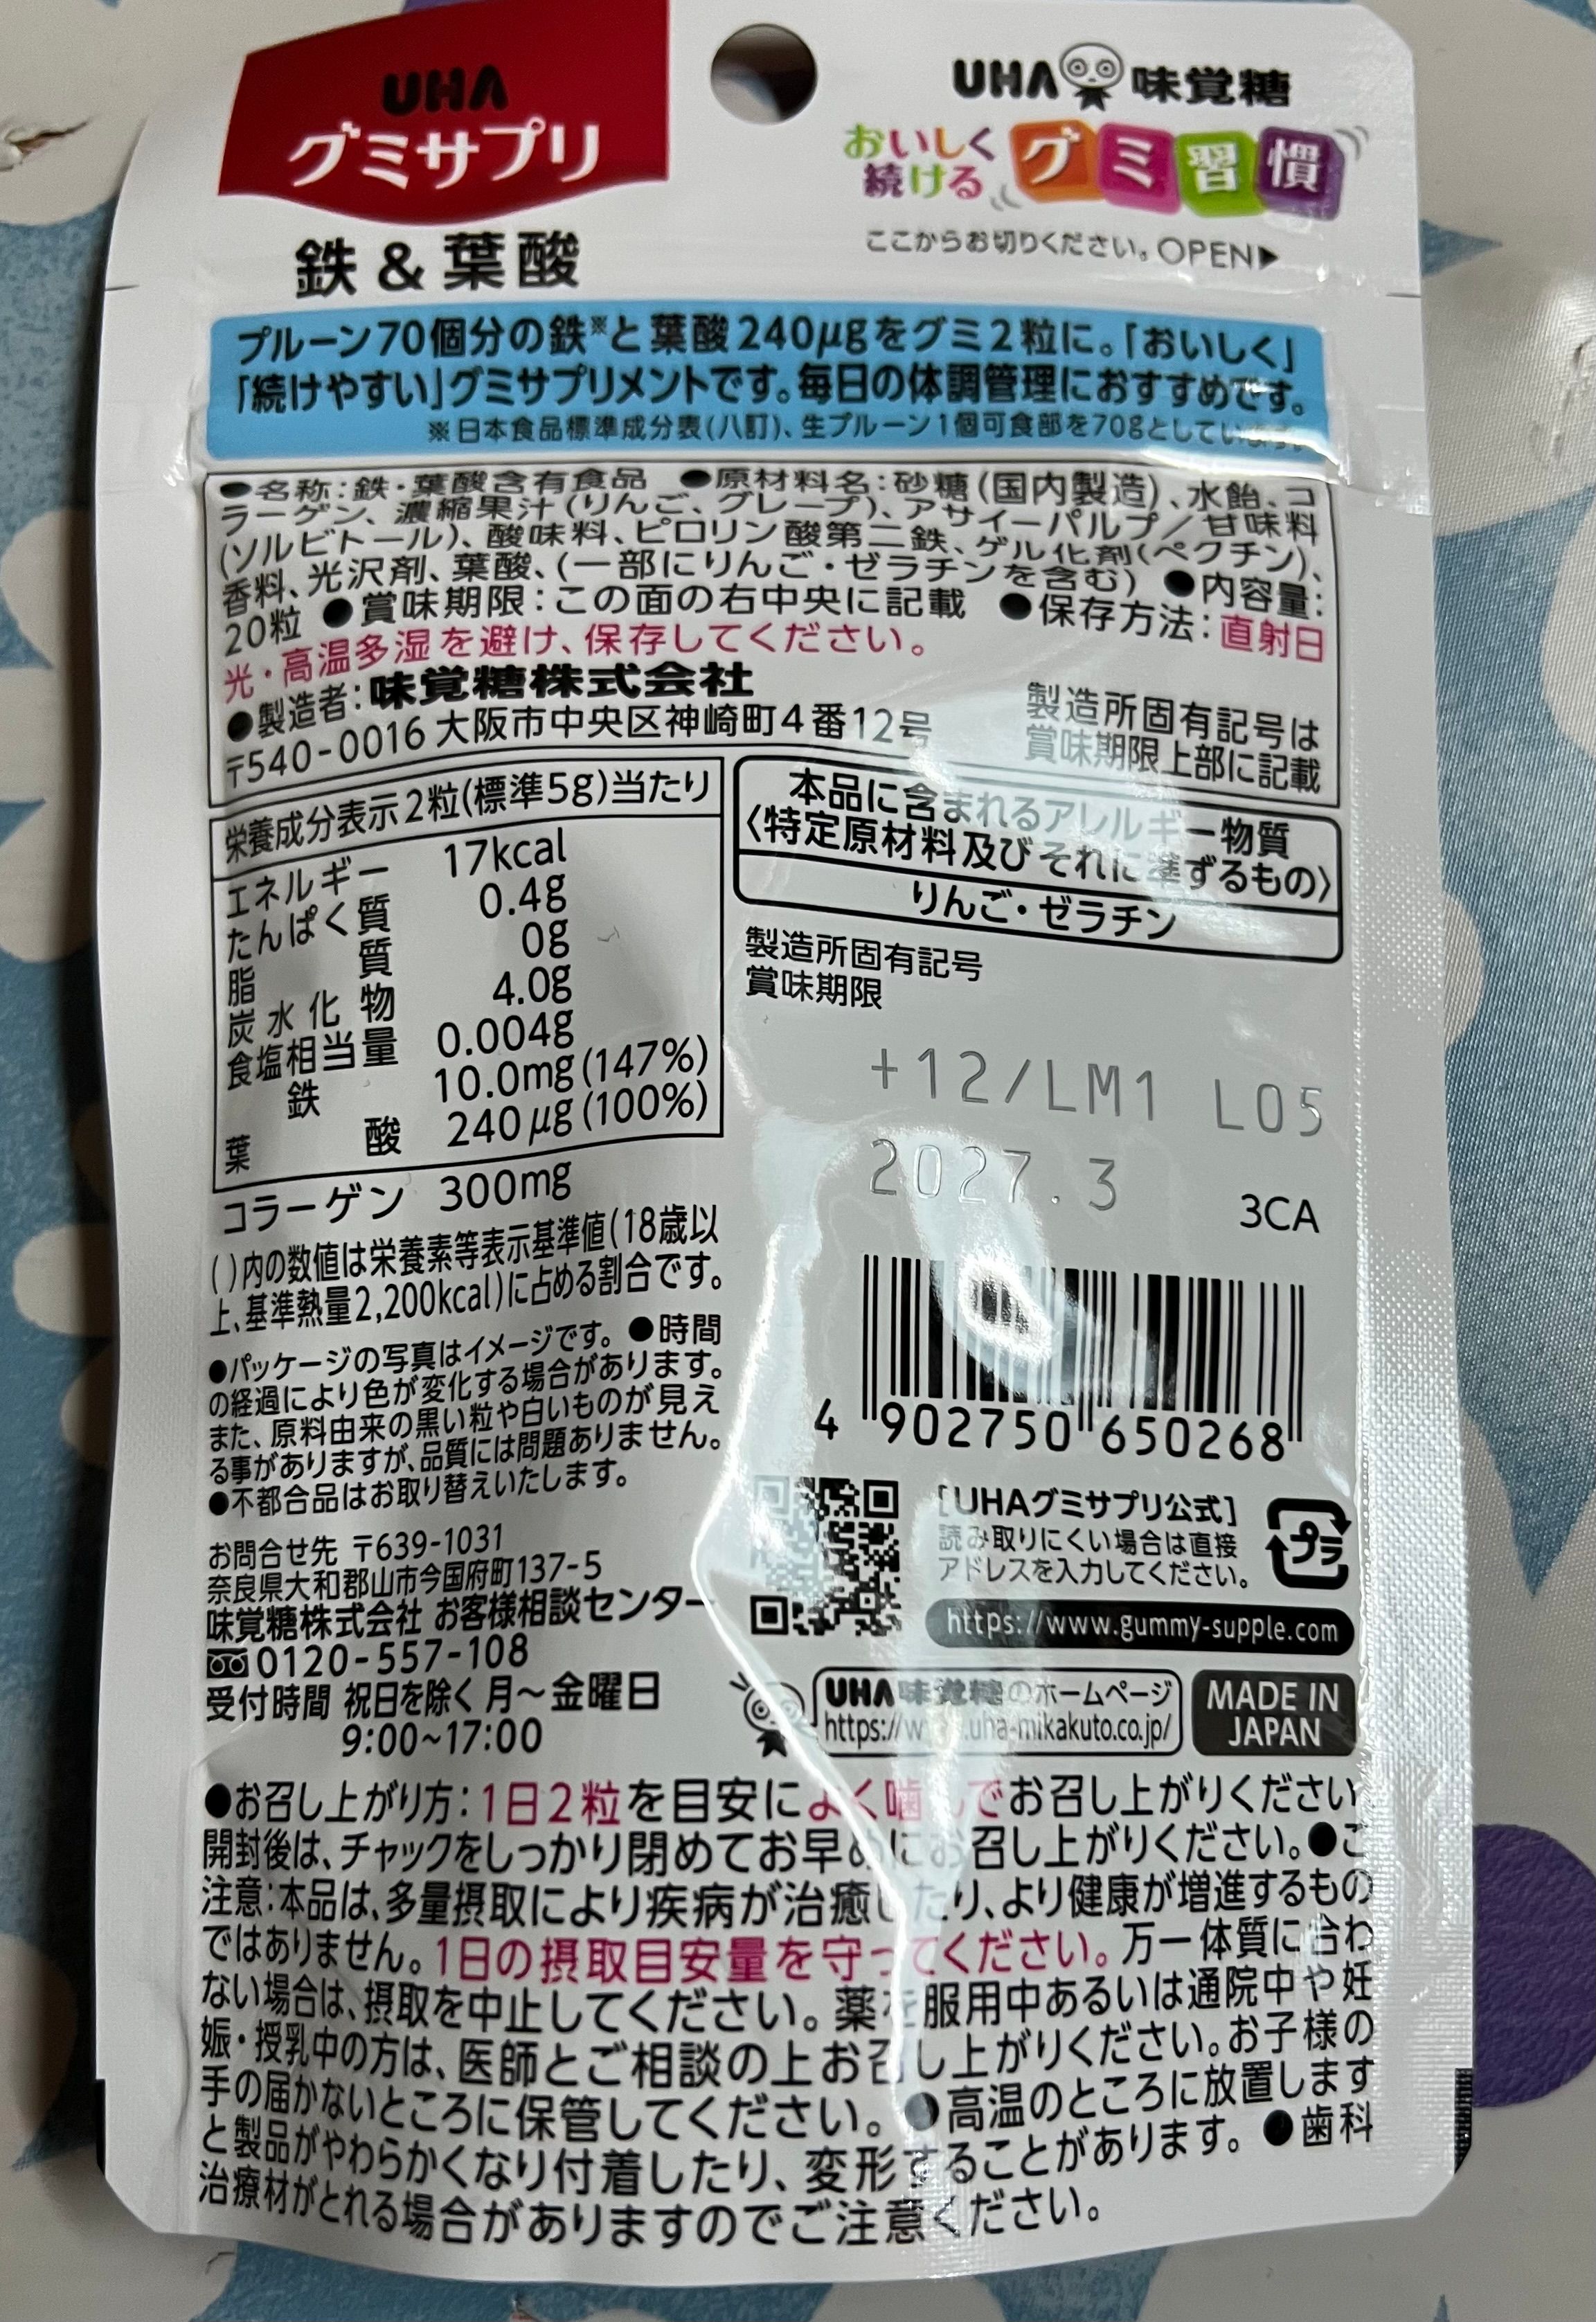 UHA
グミサプリ
鉄 & 葉酸
UHA 味覚糖
おいしく
続ける
グミ習慣
ここからお切りください。OPEN▶
プルーン70個分の鉄※と葉酸240μgをグミ2粒に。「おいしく」
「続けやすい」グミサプリメントです。毎日の体調管理におすすめです。
※日本食品標準成分表(八訂)、生プルーン1個可食部を70gとしています。
●名称:鉄・葉酸含有食品 ●原材料名:砂糖(国内製造)、水飴、コ
ラーゲン、濃縮果汁(りんご、グレープ)、アサイーパルプ/甘味料
(ソルビトール)、酸味料、ピロリン酸第二鉄、ゲル化剤(ペクチン)、
香料、光沢剤、葉酸、(一部にりんご・ゼラチンを含む) ●内容量:
20粒 ●賞味期限:この面の右中央に記載 ●保存方法:直射日
光・高温多湿を避け、保存してください。
●製造者:味覚糖株式会社
〒540-0016 大阪市中央区神崎町4番12号
製造所固有記号は
賞味期限上部に記載
栄養成分表示2粒(標準5g)当たり
エネルギー 17kcal
たんぱく質 0.4g
脂質 0g
炭水化物 4.0g
食塩相当量 0.004g
鉄 10.0mg(147%)
葉酸 240μg(100%)
コラーゲン 300mg
( )内の数値は栄養素等表示基準値(18歳以
上、基準熱量2,200kcal)に占める割合です。
●パッケージの写真はイメージです。●時間
の経過により色が変化する場合があります。
また、原料由来の黒い粒や白いものが見え
る事がありますが、品質には問題ありません。
●不都合品はお取り替えいたします。
お問合せ先 〒639-1031
奈良県大和郡山市今国府町137-5
味覚糖株式会社 お客様相談センター
0120-557-108
受付時間 祝日を除く 月～金曜日
9:00～17:00
本品に含まれるアレルギー物質
〈特定原材料及びそれに準ずるもの〉
りんご・ゼラチン
製造所固有記号
賞味期限
+12/LM1 L05
2027.3
3CA
4 902750 650268
[UHAグミサプリ公式]
読み取りにくい場合は直接
アドレスを入力してください。
プラ
https://www.gummy-supple.com
UHA味覚糖のホームページ
https://www.uha-mikakuto.co.jp/
MADE IN
JAPAN
●お召し上がり方:1日2粒を目安によく噛んでお召し上がりください。
開封後は、チャックをしっかり閉めてお早めにお召し上がりください。●ご
注意:本品は、多量摂取により疾病が治癒したり、より健康が増進するもの
ではありません。1日の摂取目安量を守ってください。万一体質に合わ
ない場合は、摂取を中止してください。薬を服用中あるいは通院中や妊
娠・授乳中の方は、医師とご相談の上お召し上がりください。お子様の
手の届かないところに保管してください。●高温のところに放置します
と製品がやわらかくなり付着したり、変形することがあります。●歯科
治療材がとれる場合がありますのでご注意ください。